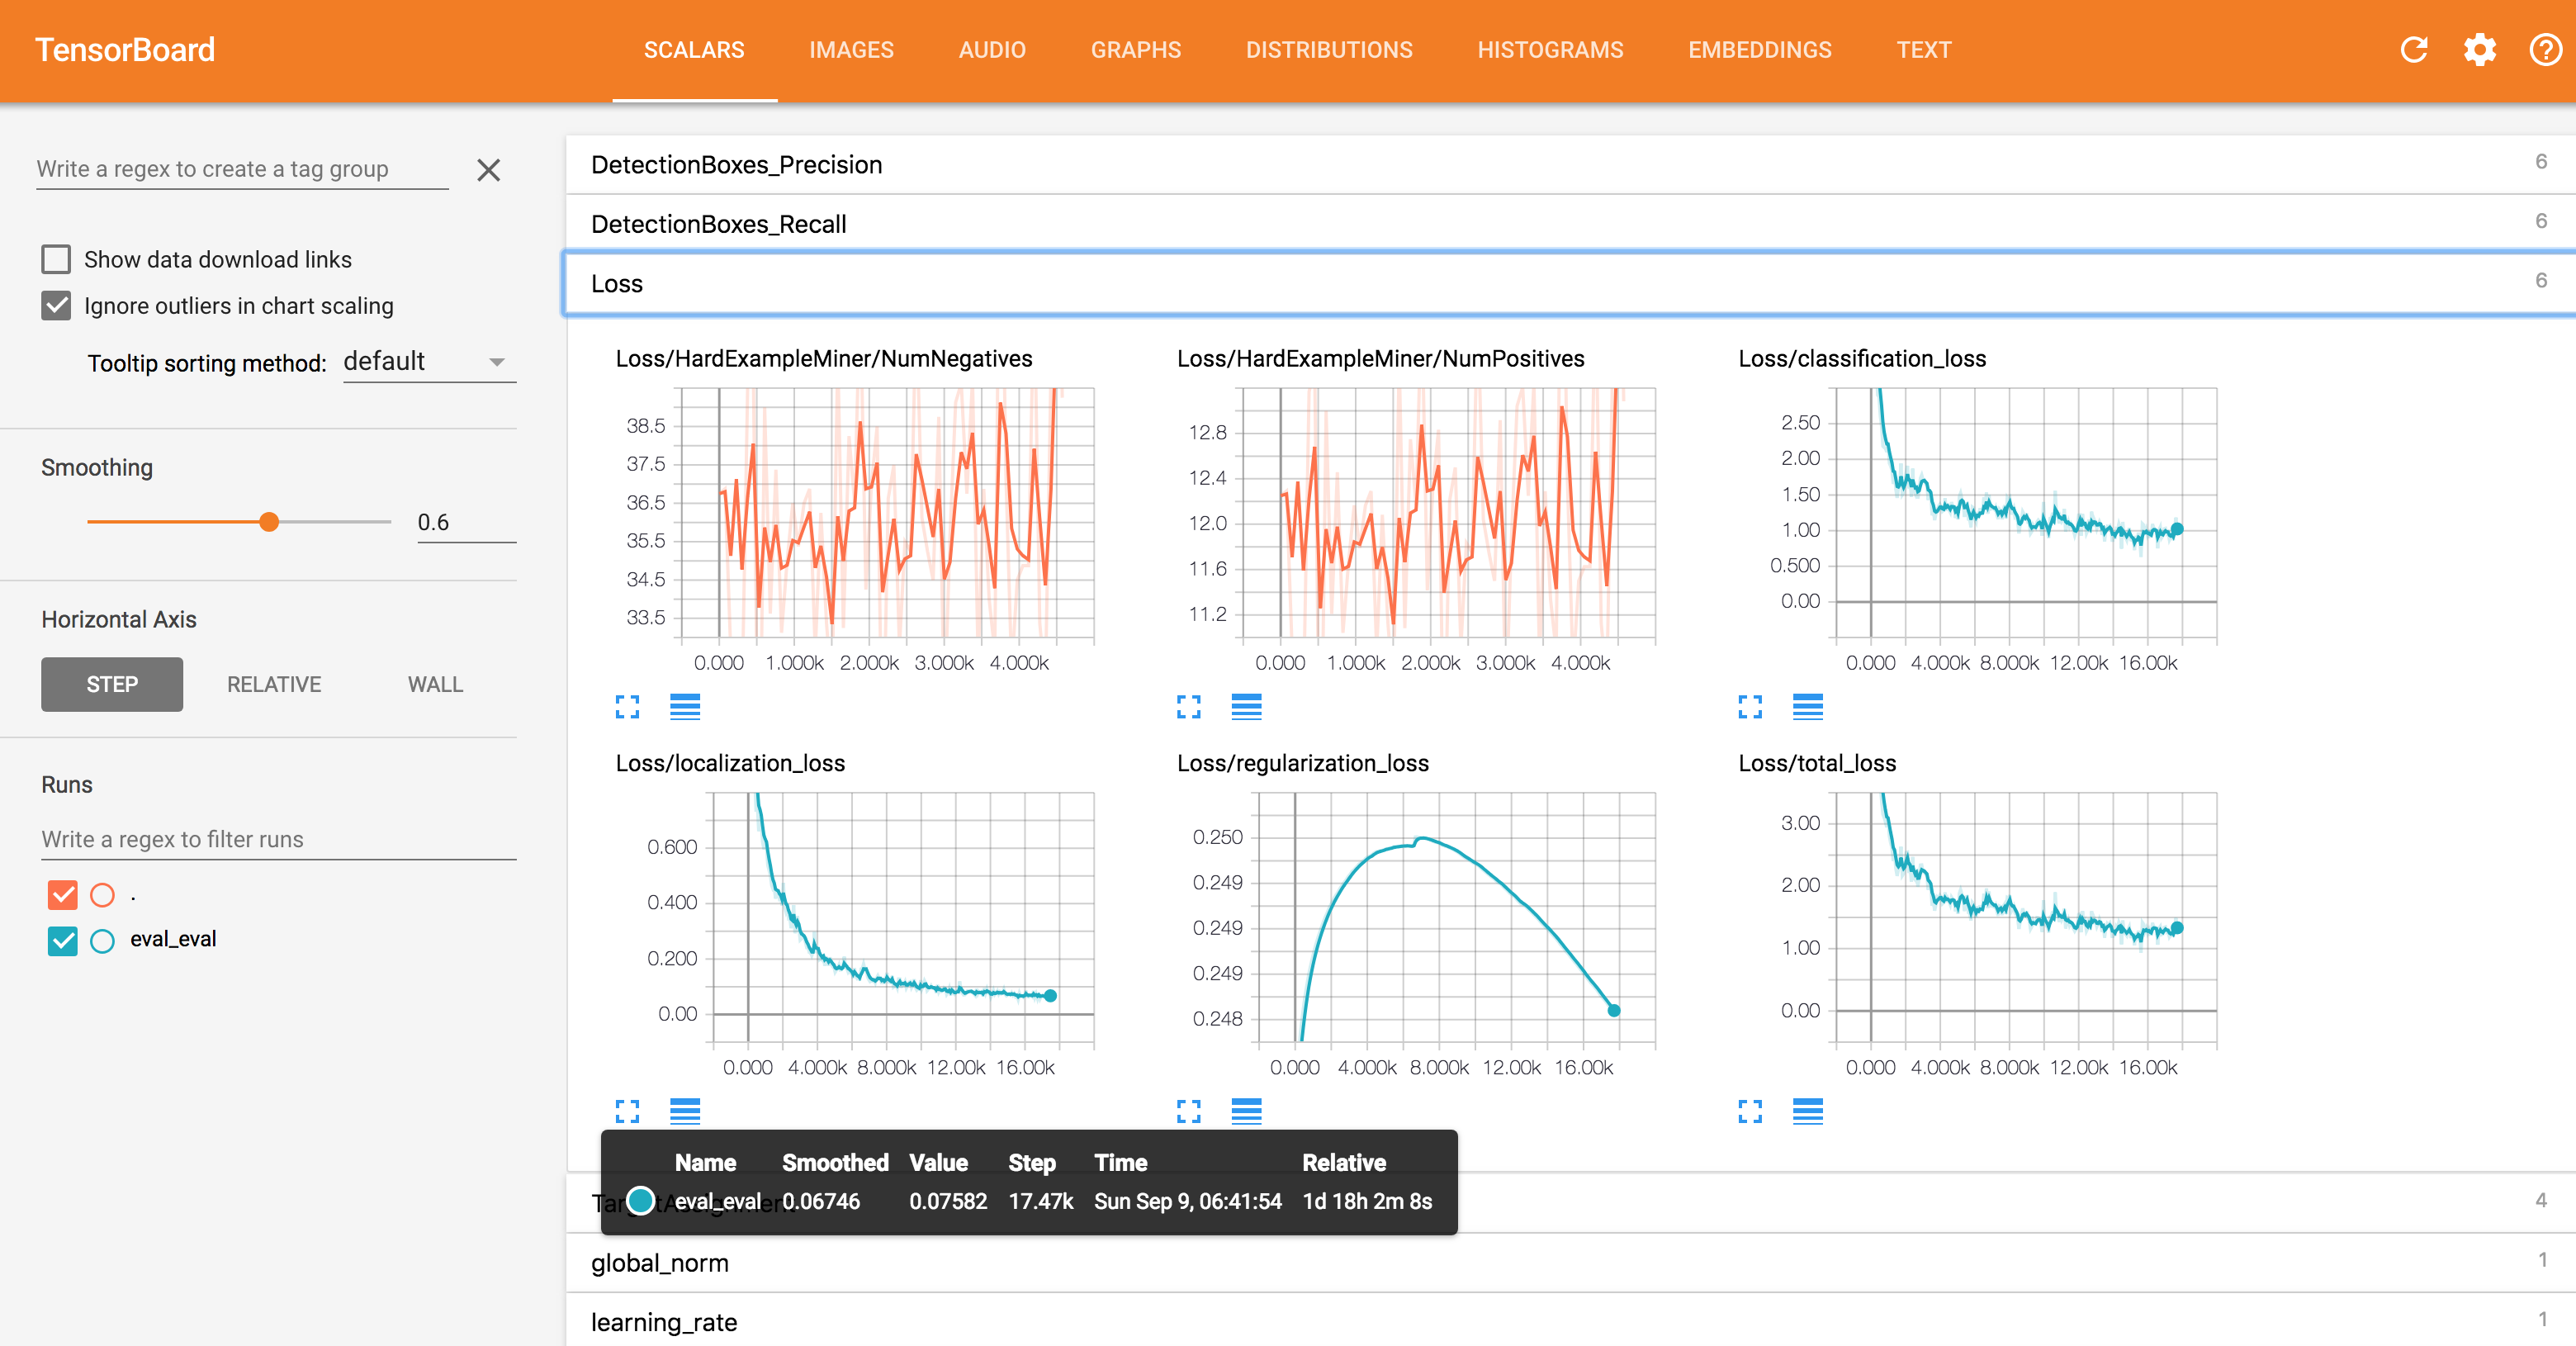 TensorBoard
SCALARS IMAGES AUDIO GRAPHS DISTRIBUTIONS HISTOGRAMS EMBEDDINGS TEXT
Write a regex to create a tag group
Show data download links
Ignore outliers in chart scaling
Tooltip sorting method: default
Smoothing
0.6
Horizontal Axis
STEP RELATIVE WALL
Runs
Write a regex to filter runs
.
eval_eval
DetectionBoxes_Precision 6
DetectionBoxes_Recall 6
Loss 6
Loss/HardExampleMiner/NumNegatives
38.5
37.5
36.5
35.5
34.5
33.5
0.000 1.000k 2.000k 3.000k 4.000k
Loss/HardExampleMiner/NumPositives
12.8
12.4
12.0
11.6
11.2
0.000 1.000k 2.000k 3.000k 4.000k
Loss/classification_loss
2.50
2.00
1.50
1.00
0.500
0.00
0.000 4.000k 8.000k 12.00k 16.00k
Loss/localization_loss
0.600
0.400
0.200
0.00
0.000 4.000k 8.000k 12.00k 16.00k
Loss/regularization_loss
0.250
0.249
0.249
0.249
0.248
0.000 4.000k 8.000k 12.00k 16.00k
Loss/total_loss
3.00
2.00
1.00
0.00
0.000 4.000k 8.000k 12.00k 16.00k
Name Smoothed Value Step Time Relative
eval_eval 0.06746 0.07582 17.47k Sun Sep 9, 06:41:54 1d 18h 2m 8s
4
global_norm 1
learning_rate 1